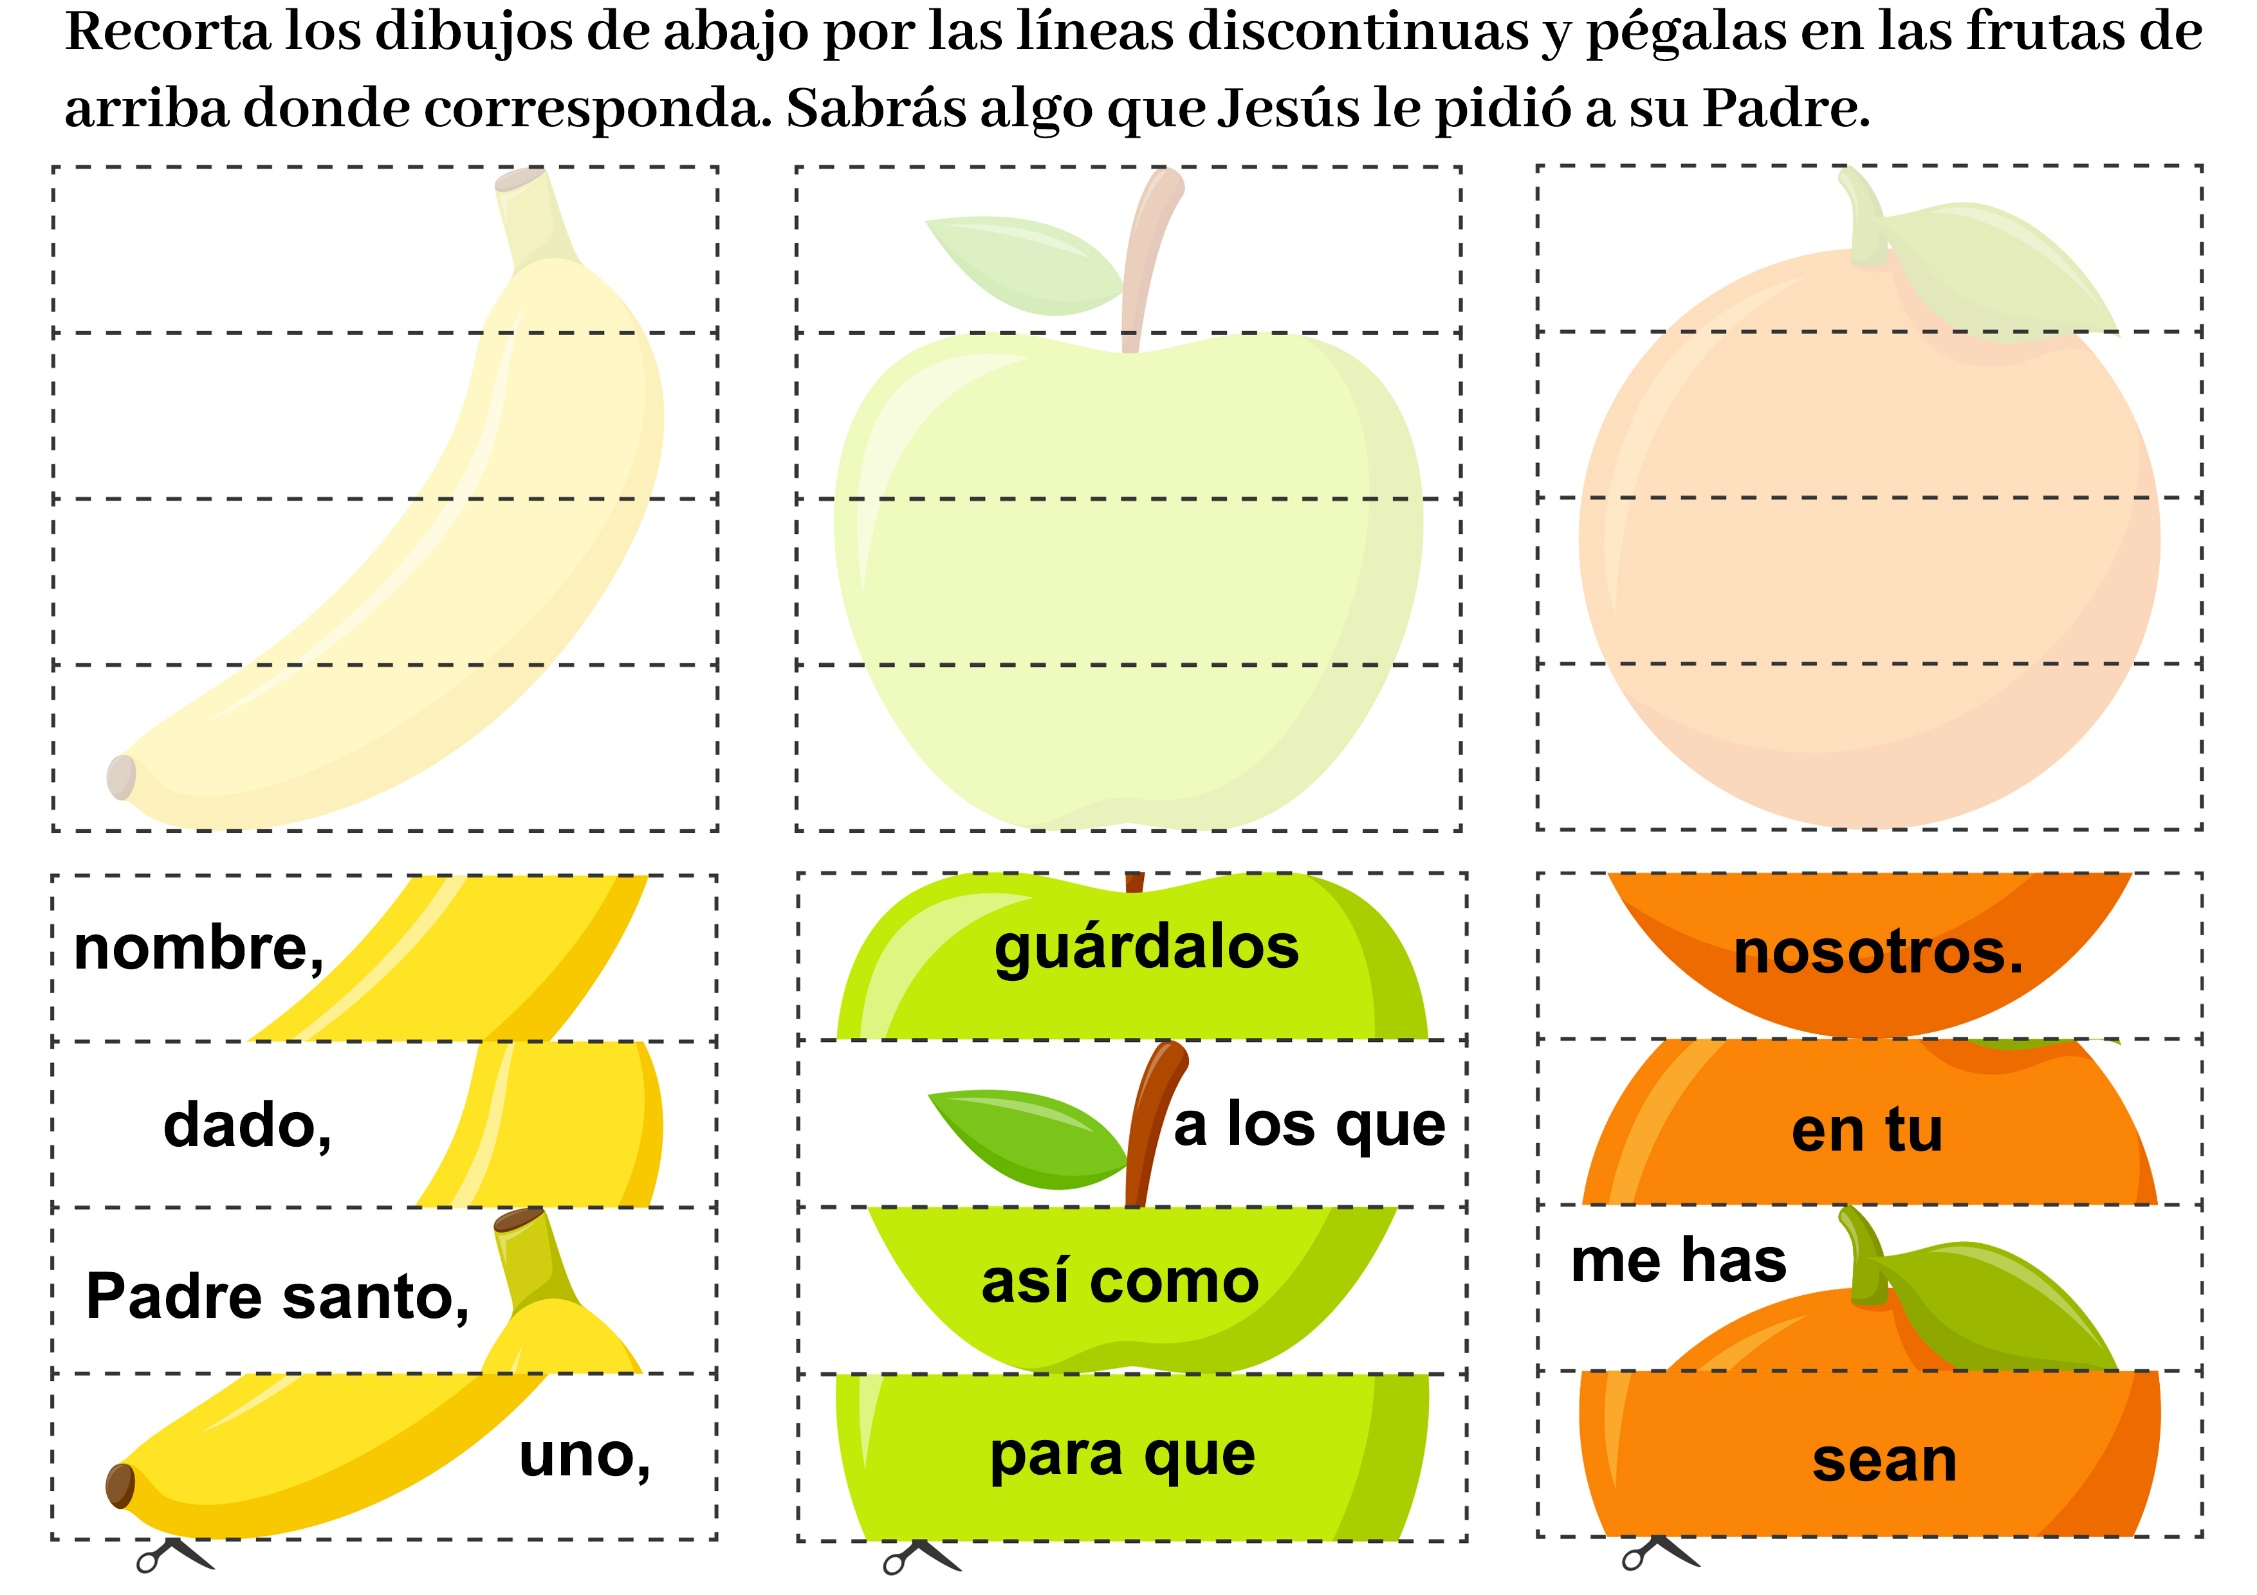 Recorta los dibujos de abajo por las líneas discontinuas y pégalas en las frutas de
arriba donde corresponda. Sabrás algo que Jesús le pidió a su Padre.
nombre,
dado,
Padre santo,
uno,
guárdalos
a los que
así como
para que
nosotros.
en tu
me has
sean